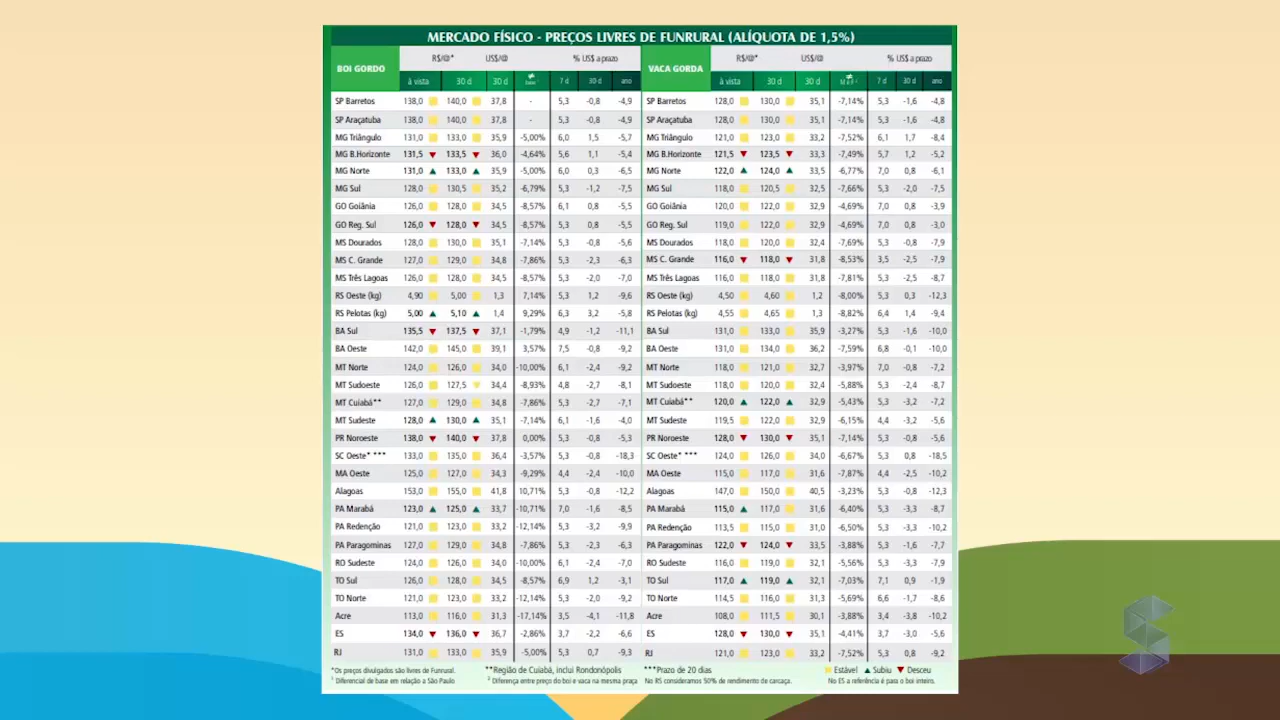 MERCADO FÍSICO - PREÇOS LIVRES DE FUNRURAL (ALÍQUOTA DE 1,5%)
BOI GORDO R$/@* US$/@ % US$ a prazo VACA GORDA R$/@* US$/@ % US$ a prazo
à vista 30 d 30 d 7 d 30 d ano à vista 30 d 30 d 7 d 30 d ano
SP Barretos 138,0 140,0 37,8 - 5,3 -0,8 -4,9 SP Barretos 128,0 130,0 35,1 -7,14% 5,3 -1,6 -4,8
SP Araçatuba 138,0 140,0 37,8 - 5,3 -0,8 -4,9 SP Araçatuba 128,0 130,0 35,1 -7,14% 5,3 -1,6 -4,8
MG Triângulo 131,0 133,0 35,9 -5,00% 6,0 1,5 -5,7 MG Triângulo 121,0 123,0 33,2 -7,52% 6,1 1,7 -8,4
MG B.Horizonte 131,5 ▼ 133,5 ▼ 36,0 -4,64% 5,6 1,1 -5,4 MG B.Horizonte 121,5 ▼ 123,5 ▼ 33,3 -7,49% 5,7 1,2 -5,2
MG Norte 131,0 ▲ 133,0 ▲ 35,9 -5,00% 6,0 0,3 -6,5 MG Norte 122,0 ▲ 124,0 ▲ 33,5 -6,77% 7,0 0,8 -6,1
MG Sul 128,0 130,5 35,2 -6,79% 5,3 -1,2 -7,5 MG Sul 118,0 120,5 32,5 -7,66% 5,3 -2,0 -7,5
GO Goiânia 126,0 128,0 34,5 -8,57% 6,1 0,8 -5,5 GO Goiânia 120,0 122,0 32,9 -4,69% 7,0 0,8 -3,9
GO Reg. Sul 126,0 ▼ 128,0 ▼ 34,5 -8,57% 5,3 0,8 -5,5 GO Reg. Sul 119,0 122,0 32,9 -4,69% 7,0 0,8 -3,0
MS Dourados 128,0 130,0 35,1 -7,14% 5,3 -0,8 -5,6 MS Dourados 118,0 120,0 32,4 -7,69% 5,3 -0,8 -7,9
MS C. Grande 127,0 129,0 34,8 -7,86% 5,3 -2,3 -6,3 MS C. Grande 116,0 ▼ 118,0 ▼ 31,8 -8,53% 3,5 -2,5 -7,9
MS Três Lagoas 126,0 128,0 34,5 -8,57% 5,3 -2,0 -7,0 MS Três Lagoas 116,0 118,0 31,8 -7,81% 5,3 -2,5 -8,7
RS Oeste (kg) 4,90 5,00 1,3 7,14% 5,3 1,2 -9,6 RS Oeste (kg) 4,50 4,60 1,2 -8,00% 5,3 0,3 -12,3
RS Pelotas (kg) 5,00 ▲ 5,10 ▲ 1,4 9,29% 6,3 3,2 -5,8 RS Pelotas (kg) 4,55 4,65 1,3 -8,82% 6,4 1,4 -9,4
BA Sul 135,5 ▼ 137,5 ▼ 37,1 -1,79% 4,9 -1,2 -11,1 BA Sul 131,0 133,0 35,9 -3,27% 5,3 -1,6 -10,0
BA Oeste 142,0 145,0 39,1 3,57% 7,5 -0,8 -9,2 BA Oeste 131,0 134,0 36,2 -7,59% 6,8 -0,1 -10,0
MT Norte 124,0 126,0 34,0 -10,00% 6,1 -2,4 -9,2 MT Norte 118,0 121,0 32,7 -3,97% 7,0 -0,8 -7,2
MT Sudoeste 126,0 127,5 34,4 -8,93% 4,8 -2,7 -8,1 MT Sudoeste 118,0 120,0 32,4 -5,88% 5,3 -2,4 -8,7
MT Cuiabá** 127,0 129,0 34,8 -7,86% 5,3 -2,7 -7,1 MT Cuiabá** 120,0 ▲ 122,0 ▲ 32,9 -5,43% 5,3 -3,2 -7,2
MT Sudeste 128,0 ▲ 130,0 ▲ 35,1 -7,14% 6,1 -1,6 -4,0 MT Sudeste 119,5 122,0 32,9 -6,15% 4,4 -3,2 -5,6
PR Noroeste 138,0 ▼ 140,0 ▼ 37,8 0,00% 5,3 -0,8 -5,3 PR Noroeste 128,0 ▼ 130,0 ▼ 35,1 -7,14% 5,3 -0,8 -5,6
SC Oeste* *** 133,0 135,0 36,4 -3,57% 5,3 -0,8 -18,3 SC Oeste* *** 124,0 126,0 34,0 -6,67% 5,3 0,8 -18,5
MA Oeste 125,0 127,0 34,3 -9,29% 4,4 -2,4 -10,0 MA Oeste 115,0 117,0 31,6 -7,87% 4,4 -2,5 -10,2
Alagoas 153,0 155,0 41,8 10,71% 5,3 -0,8 -12,2 Alagoas 147,0 150,0 40,5 -3,23% 5,3 -0,8 -12,3
PA Marabá 123,0 ▲ 125,0 ▲ 33,7 -10,71% 7,0 -1,6 -8,5 PA Marabá 115,0 ▲ 117,0 31,6 -6,40% 5,3 -3,3 -8,7
PA Redenção 121,0 123,0 33,2 -12,14% 5,3 -3,2 -9,9 PA Redenção 113,5 115,0 31,0 -6,50% 5,3 -3,3 -10,2
PA Paragominas 127,0 129,0 34,8 -7,86% 5,3 -2,3 -6,3 PA Paragominas 122,0 ▼ 124,0 ▼ 33,5 -3,88% 5,3 -1,6 -7,7
RO Sudeste 124,0 126,0 34,0 -10,00% 6,1 -2,4 -7,0 RO Sudeste 116,0 119,0 32,1 -5,56% 5,3 -3,3 -7,9
TO Sul 126,0 128,0 34,5 -8,57% 6,9 1,2 -3,1 TO Sul 117,0 ▲ 119,0 ▲ 32,1 -7,03% 7,1 0,9 -1,9
TO Norte 121,0 123,0 33,2 -12,14% 5,3 -2,0 -9,2 TO Norte 114,5 116,0 31,3 -5,69% 6,6 -1,7 -8,6
Acre 113,0 116,0 31,3 -17,14% 3,5 -4,1 -11,8 Acre 108,0 111,5 30,1 -3,88% 3,4 -3,8 -10,2
ES 134,0 ▼ 136,0 ▼ 36,7 -2,86% 3,7 -2,2 -6,6 ES 128,0 ▼ 130,0 ▼ 35,1 -4,41% 3,7 -3,0 -5,6
RJ 131,0 133,0 35,9 -5,00% 5,3 0,7 -9,3 RJ 121,0 123,0 33,2 -7,52% 5,3 0,8 -9,2
*Os preços divulgados são livres de Funrural. **Região de Cuiabá, inclui Rondonópolis ***Prazo de 20 dias Estável ▲ Subiu ▼ Desceu
¹ Diferencial de base em relação a São Paulo ² Diferença entre preço do boi e vaca na mesma praça No RS consideramos 50% de rendimento de carcaça. No ES a referência é para o boi inteiro.